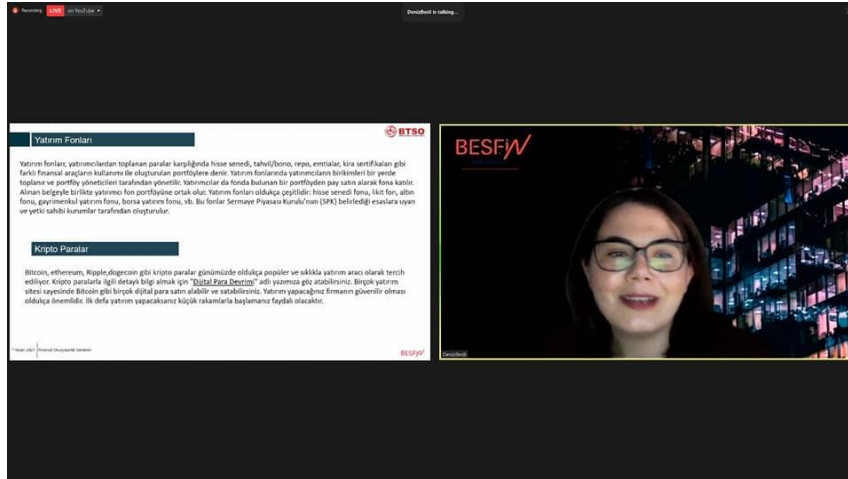 Recording LIVE on YouTube
DenizBesli is talking...
Yatırım Fonları
BTSO
Yatırım fonları; yatırımcılardan toplanan paralar karşılığında hisse senedi, tahvil/bono, repo, emtialar, kira sertifikaları gibi
farklı finansal araçların kullanımı ile oluşturulan portföylere denir. Yatırım fonlarında yatırımcıların birikimleri bir yerde
toplanır ve portföy yöneticileri tarafından yönetilir. Yatırımcılar da fonda bulunan bir portföyden pay satın alarak fona katılır.
Alınan belgeyle birlikte yatırımcı fon portföyüne ortak olur. Yatırım fonları oldukça çeşitlidir: hisse senedi fonu, likit fon, altın
fonu, gayrimenkul yatırım fonu, borsa yatırım fonu, vb. Bu fonlar Sermaye Piyasası Kurulu'nun (SPK) belirlediği esaslara uyan
ve yetki sahibi kurumlar tarafından oluşturulur.
Kripto Paralar
Bitcoin, ethereum, Ripple,dogecoin gibi kripto paralar günümüzde oldukça popüler ve sıklıkla yatırım aracı olarak tercih
ediliyor. Kripto paralarla ilgili detaylı bilgi almak için "Dijital Para Devrimi" adlı yazımıza göz atabilirsiniz. Birçok yatırım
sitesi sayesinde Bitcoin gibi birçok dijital para satın alabilir ve satabilirsiniz. Yatırım yapacağınız firmanın güvenilir olması
oldukça önemlidir. İlk defa yatırım yapacaksanız küçük rakamlarla başlamanız faydalı olacaktır.
Nisan 2021 Finansal Okuryazarlık
BESFİN
BESFİN
DenizBesli